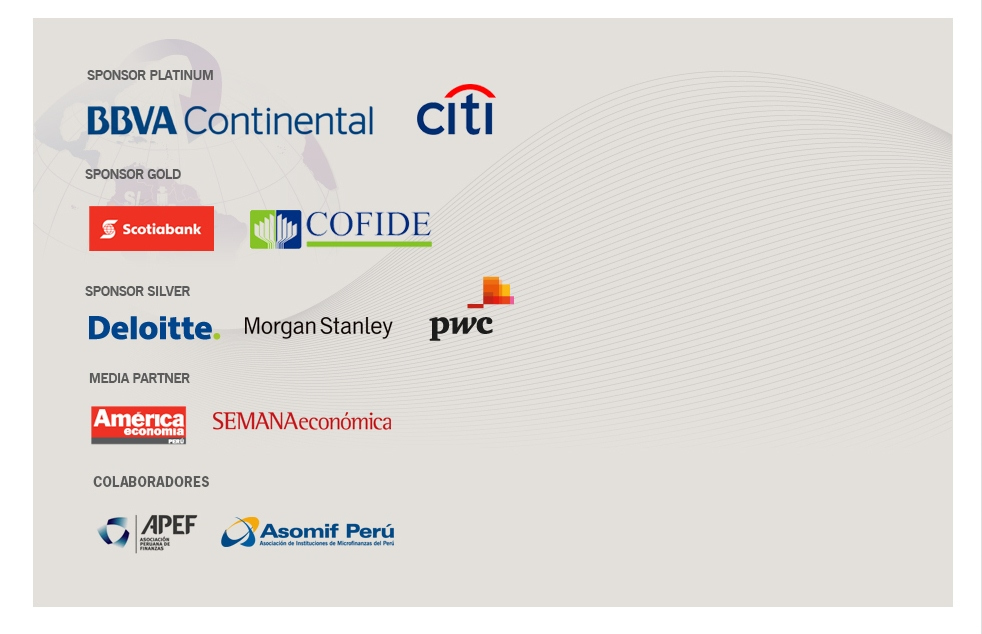 SPONSOR PLATINUM
BBVA Continental
citi
SPONSOR GOLD
Scotiabank
COFIDE
SPONSOR SILVER
Deloitte.
Morgan Stanley
pwc
MEDIA PARTNER
América
economía
PERÚ
SEMANAeconómica
COLABORADORES
APEF
ASOCIACIÓN
PERUANA DE
FINANZAS
Asomif Perú
Asociación de Instituciones de Microfinanzas del Perú